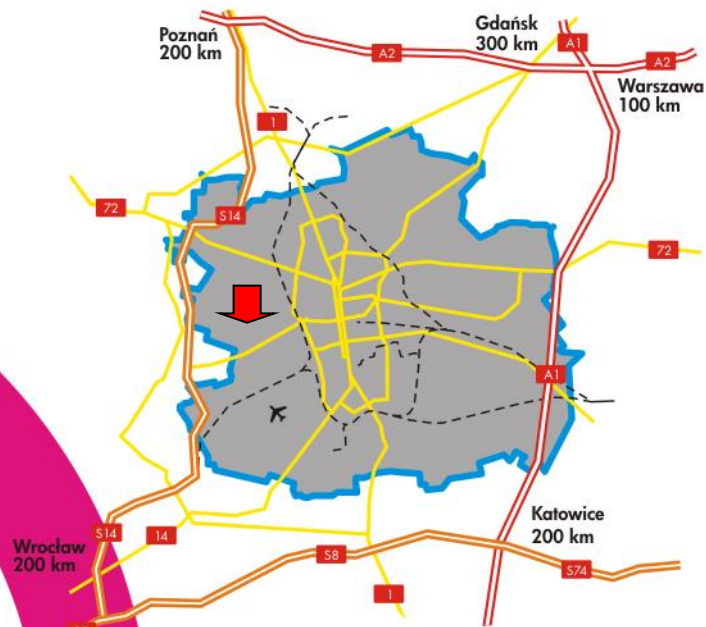 Poznań
200 km
Gdańsk
300 km
A1
A2
A2
Warszawa
100 km
1
72
S14
72
A1
S14
14
Wrocław
200 km
Katowice
200 km
S8
S74
1